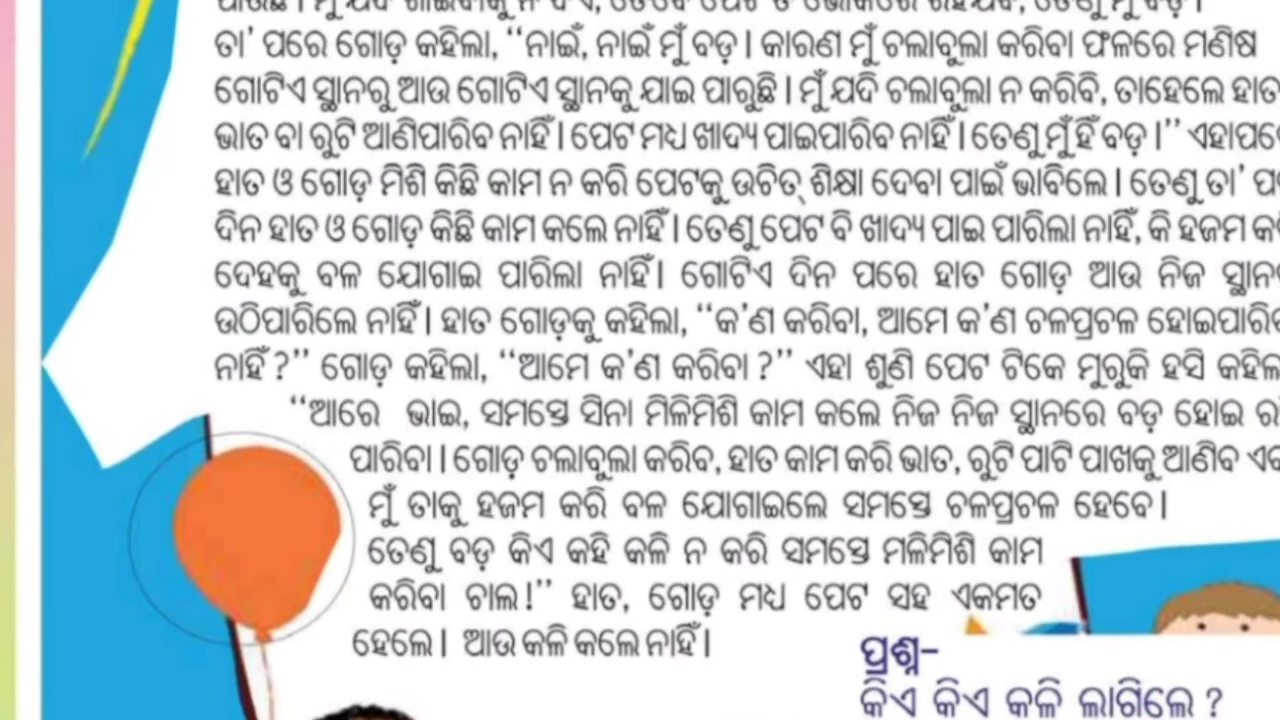 ତା’ ପରେ ଗୋଡ଼ କହିଲା, ‘‘ନାଇଁ, ନାଇଁ ମୁଁ ବଡ଼ । କାରଣ ମୁଁ ଚଲାବୁଲା କରିବା ଫଳରେ ମଣିଷ
ଗୋଟିଏ ସ୍ଥାନରୁ ଆଉ ଗୋଟିଏ ସ୍ଥାନକୁ ଯାଇ ପାରୁଛି । ମୁଁ ଯଦି ଚଲାବୁଲା ନ କରିବି, ତାହେଲେ ହାତ
ଭାତ ବା ରୁଟି ଆଣିପାରିବ ନାହିଁ । ପେଟ ମଧ୍ୟ ଖାଦ୍ୟ ପାଇପାରିବ ନାହିଁ । ତେଣୁ ମୁଁ ହିଁ ବଡ଼ ।’’
ହାତ ଓ ଗୋଡ଼ ମିଶି କିଛି କାମ ନ କରି ପେଟକୁ ଉଚିତ୍ ଶିକ୍ଷା ଦେବା ପାଇଁ ଭାବିଲେ । ତେଣୁ ତା’
ଦିନ ହାତ ଓ ଗୋଡ଼ କିଛି କାମ କଲେ ନାହିଁ । ତେଣୁ ପେଟ ବି ଖାଦ୍ୟ ପାଇ ପାରିଲା ନାହିଁ, କି ହଜମ
ଦେହକୁ ବଳ ଯୋଗାଇ ପାରିଲା ନାହିଁ । ଗୋଟିଏ ଦିନ ପରେ ହାତ ଗୋଡ଼ ଆଉ ନିଜ
ଉଠିପାରିଲେ ନାହିଁ । ହାତ ଗୋଡ଼କୁ କହିଲା, ‘‘କ’ଣ କରିବା, ଆମେ କ’ଣ ଚଳପ୍ରଚଳ
ନାହିଁ ?’’ ଗୋଡ଼ କହିଲା, ‘‘ଆମେ କ’ଣ କରିବା ?’’ ଏହା ଶୁଣି ପେଟ ଟିକେ ମୁରୁକି ହସି
‘‘ଆରେ ଭାଇ, ସମସ୍ତେ ସିନା ମିଳିମିଶି କାମ କଲେ ନିଜ ନିଜ ସ୍ଥାନରେ ବଡ଼ ହୋଇ
ପାରିବା । ଗୋଡ଼ ଚଲାବୁଲା କରିବ, ହାତ କାମ କରି ଭାତ, ରୁଟି ପାଟି ପାଖକୁ ଆଣିବ
ମୁଁ ତାକୁ ହଜମ କରି ବଳ ଯୋଗାଇଲେ ସମସ୍ତେ ଚଳପ୍ରଚଳ ହେବେ ।
ତେଣୁ ବଡ଼ କିଏ କହି କଳି ନ କରି ସମସ୍ତେ ମଳିମିଶି କାମ
କରିବା ଚାଲ !’’ ହାତ, ଗୋଡ଼ ମଧ୍ୟ ପେଟ ସହ ଏକମତ
ହେଲେ । ଆଉ କଳି କଲେ ନାହିଁ ।
ପ୍ରଶ୍ନ–
କିଏ କିଏ କଳି ଲାଗିଲେ ?